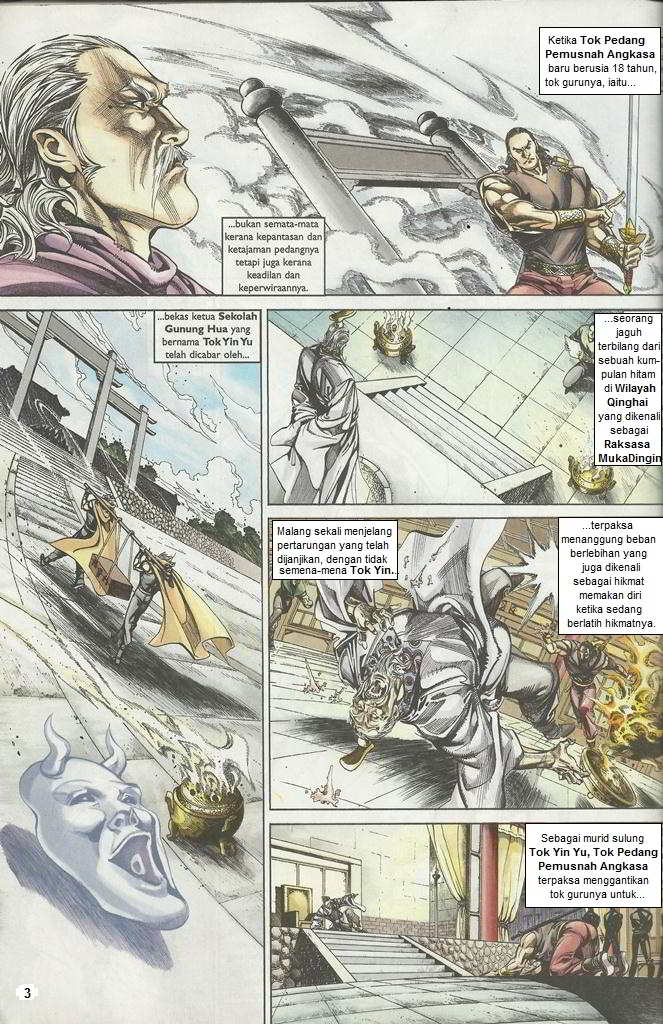 Ketika Tok Pedang
Pemusnah Angkasa
baru berusia 18 tahun,
tok gurunya, iaitu...
...bukan semata-mata
kerana kepantasan dan
ketajaman pedangnya
tetapi juga kerana
keadilan dan
keperwiraannya.
...bekas ketua Sekolah
Gunung Hua yang
bernama Tok Yin Yu
telah dicabar oleh...
...seorang
jaguh
terbilang dari
sebuah kum-
pulan hitam
di Wilayah
Qinghai
yang dikenali
sebagai
Raksasa
MukaDingin
Malang sekali menjelang
pertarungan yang telah
dijanjikan, dengan tidak
semena-mena Tok Yin..
...terpaksa
menanggung beban
berlebihan yang
juga dikenali
sebagai hikmat
memakan diri
ketika sedang
berlatih hikmatnya.
Sebagai murid sulung
Tok Yin Yu, Tok Pedang
Pemusnah Angkasa
terpaksa menggantikan
tok gurunya untuk...
3